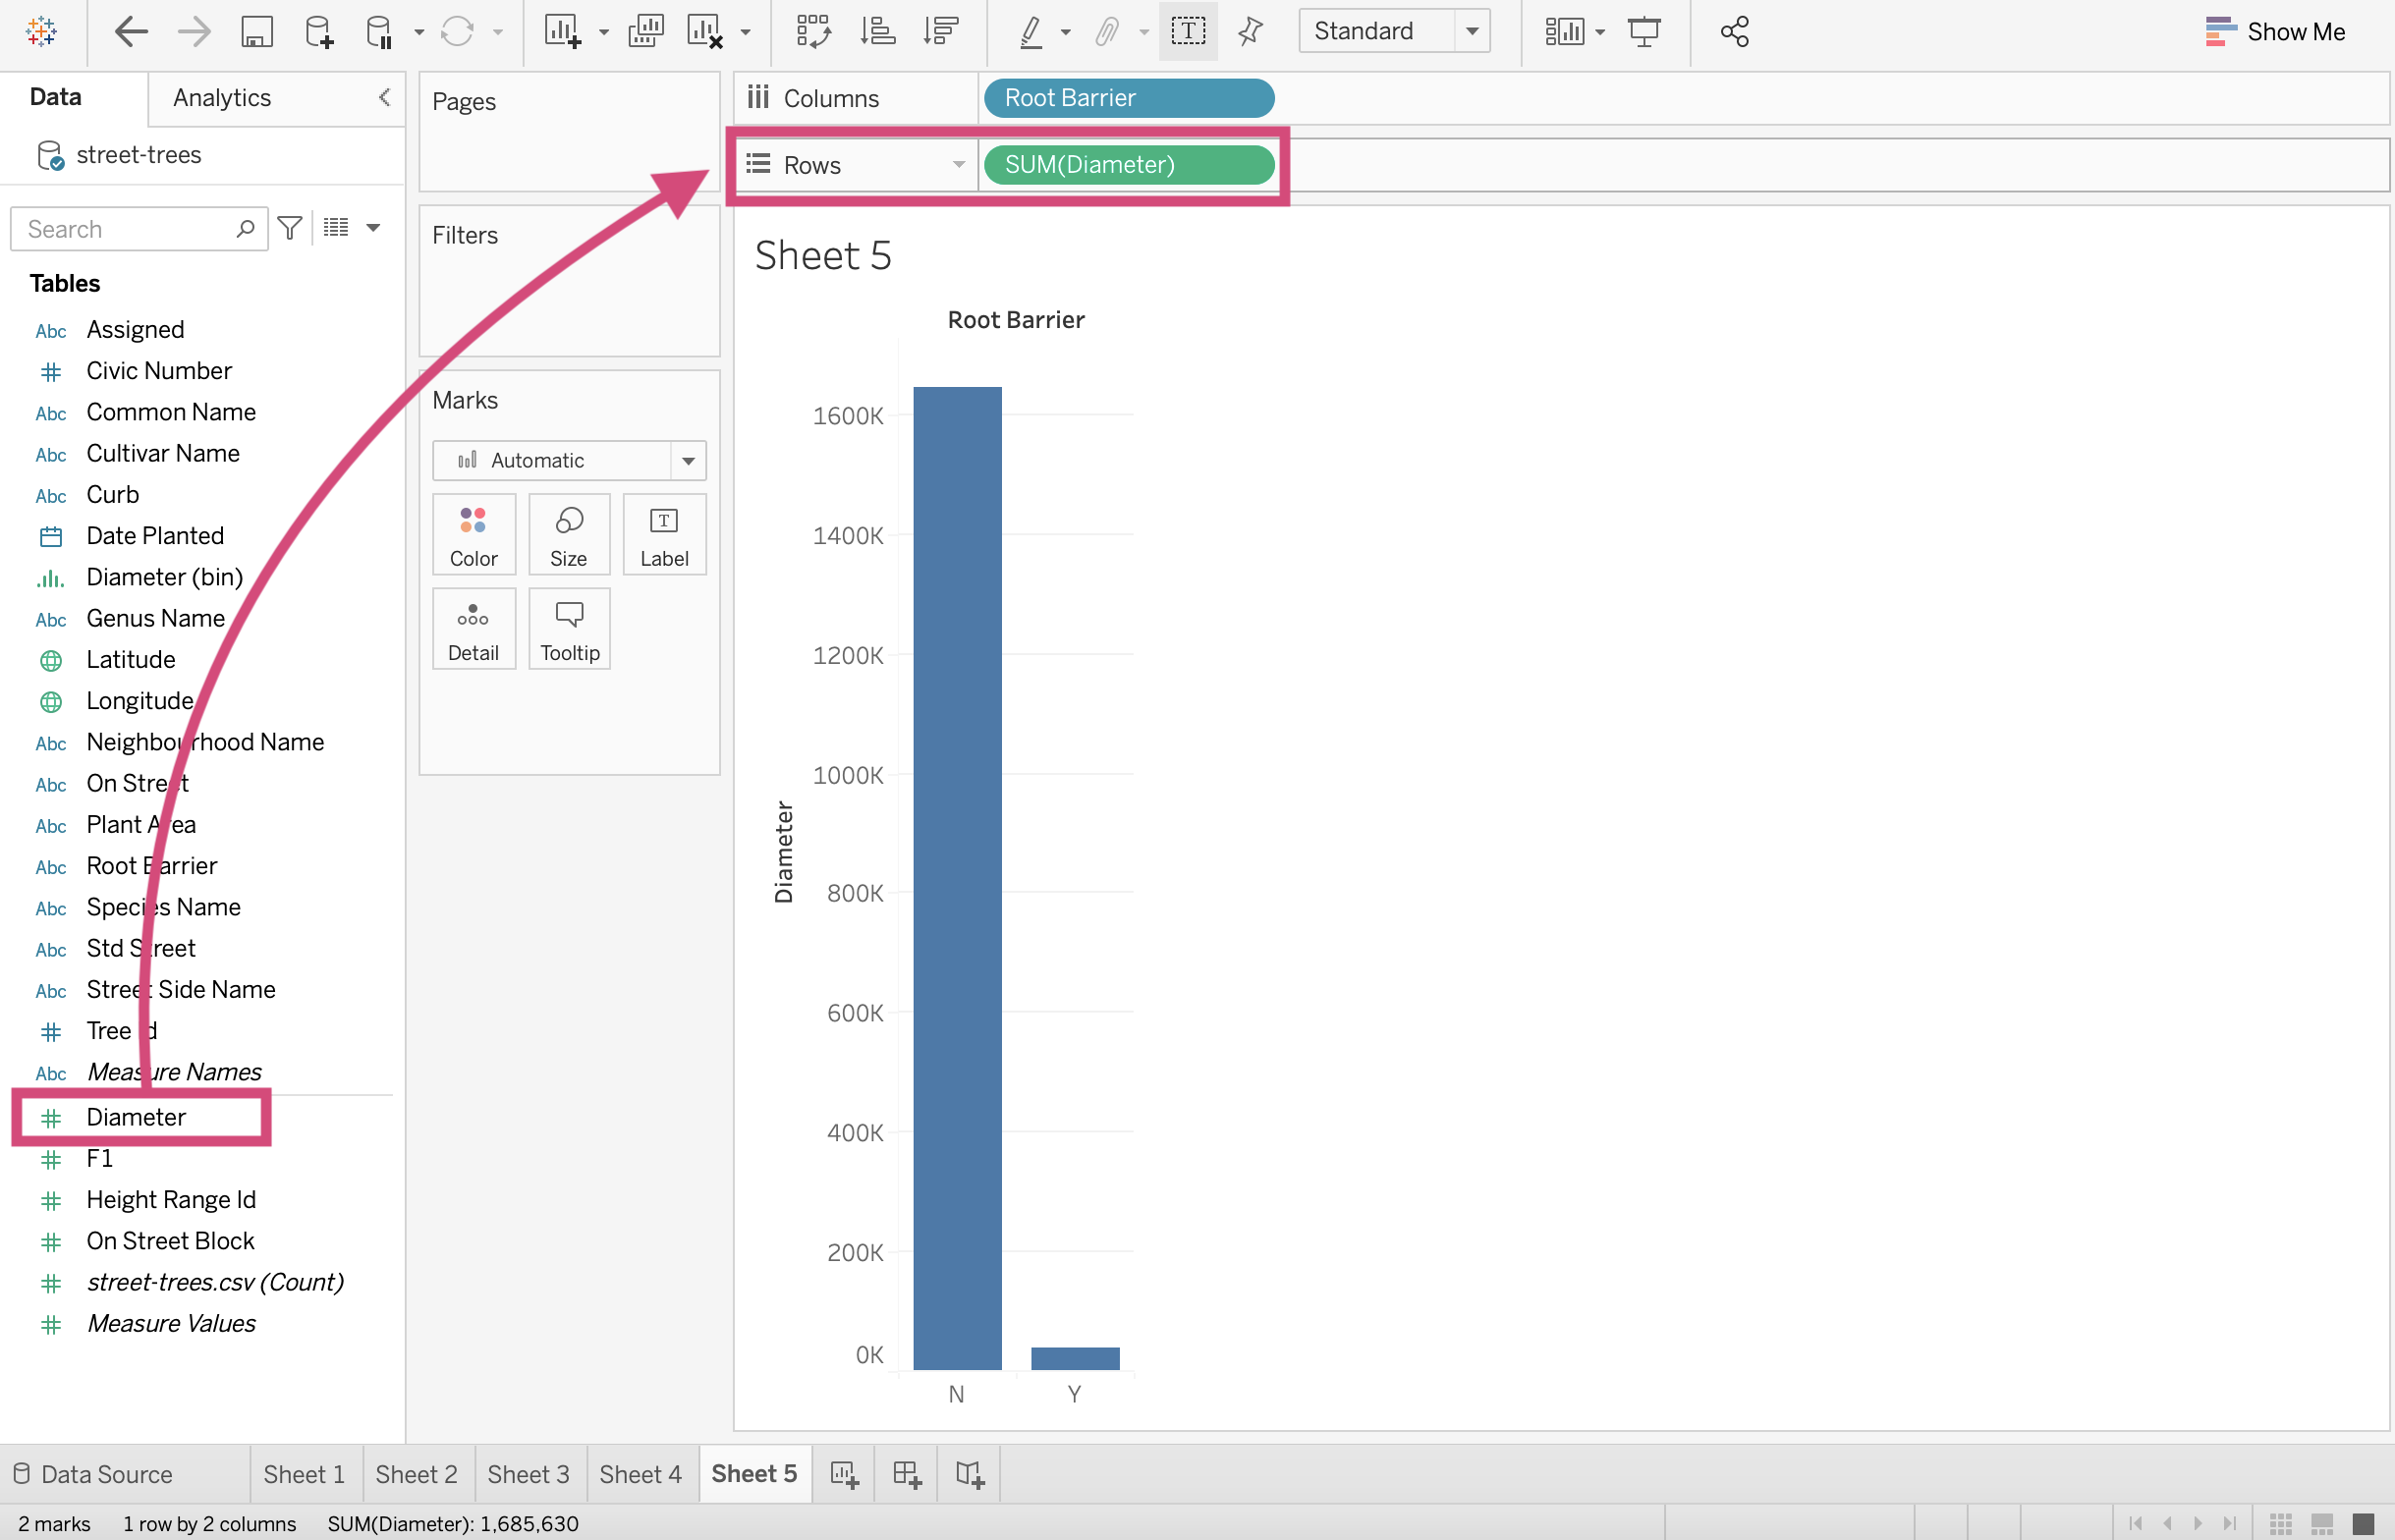 Standard
Show Me
Data
Analytics
street-trees
Search
Tables
Abc Assigned
Civic Number
Abc Common Name
Abc Cultivar Name
Abc Curb
Date Planted
Diameter (bin)
Abc Genus Name
Latitude
Longitude
Abc Neighbourhood Name
Abc On Street
Abc Plant Area
Abc Root Barrier
Abc Species Name
Abc Std Street
Abc Street Side Name
Tree Id
Abc Measure Names
Diameter
F1
Height Range Id
On Street Block
street-trees.csv (Count)
Measure Values
Pages
Filters
Marks
Automatic
Color
Size
Label
Detail
Tooltip
Columns
Root Barrier
Rows
SUM(Diameter)
Sheet 5
Root Barrier
1600K
1400K
1200K
1000K
800K
600K
400K
200K
0K
Diameter
N
Y
Data Source
Sheet 1
Sheet 2
Sheet 3
Sheet 4
Sheet 5
2 marks
1 row by 2 columns
SUM(Diameter): 1,685,630